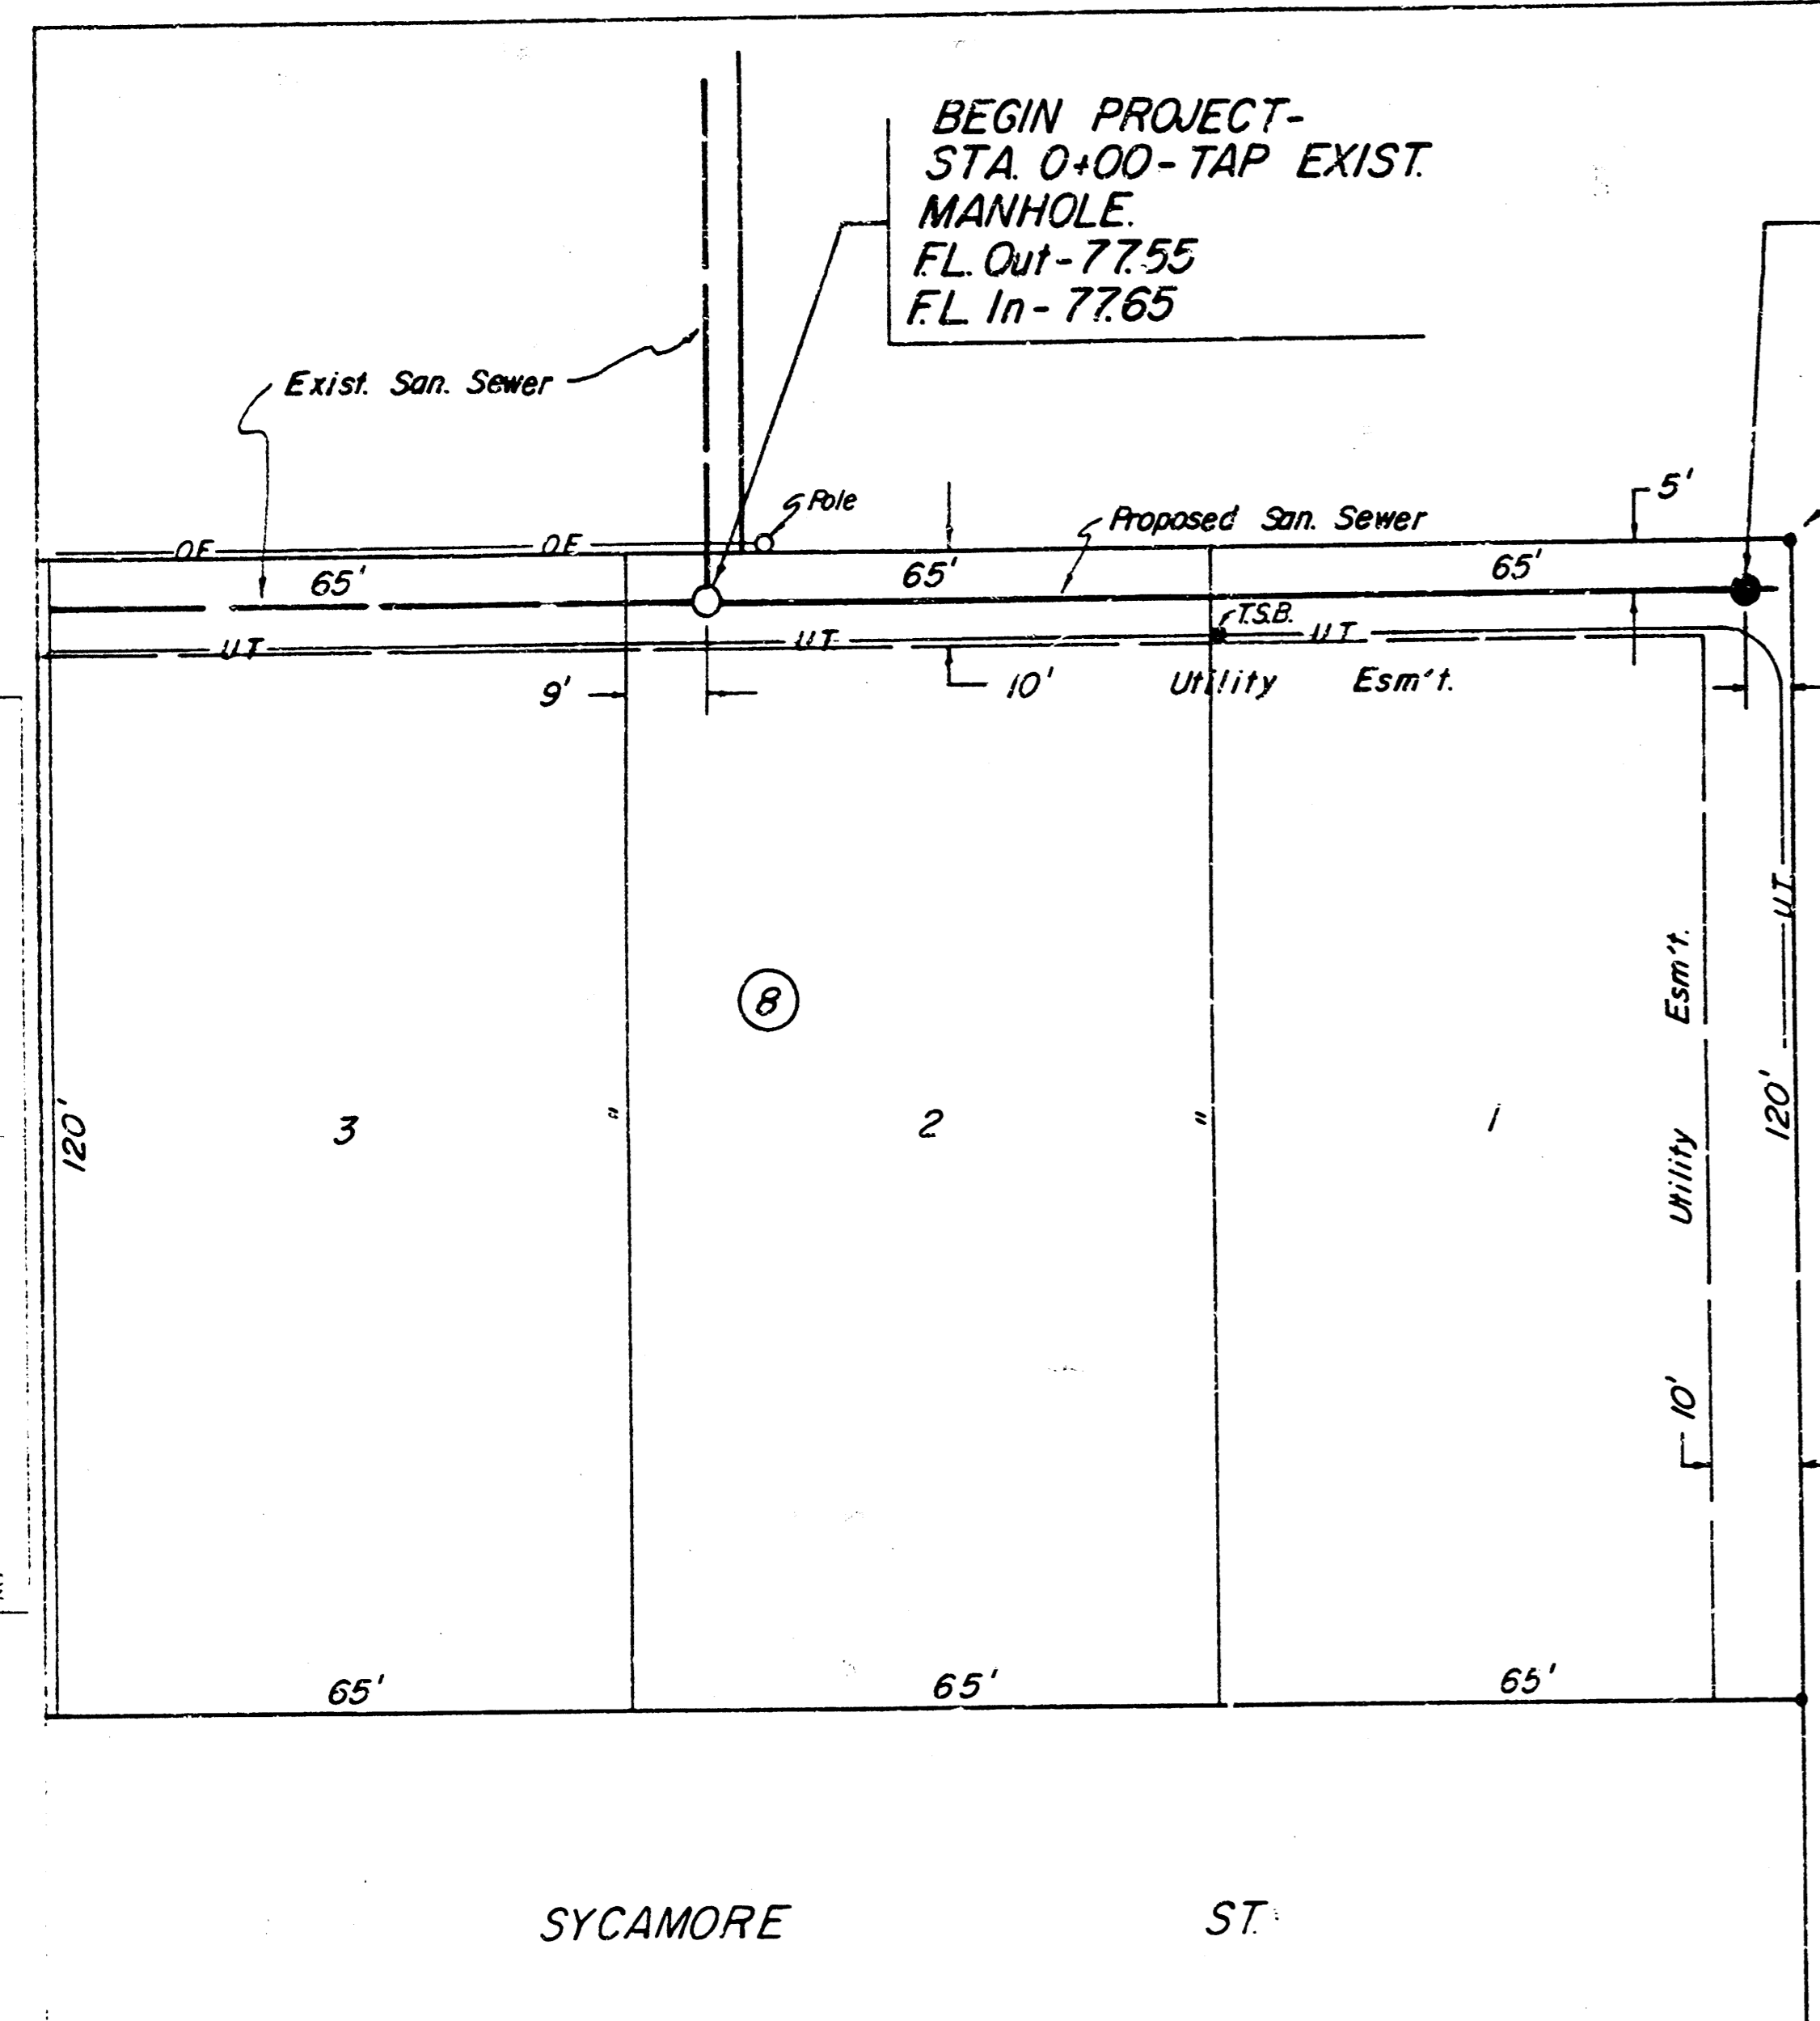 BEGIN PROJECT-
STA. 0+00 - TAP EXIST.
MANHOLE.
F.L. Out - 77.55
F.L. In - 77.65
Exist. San. Sewer
Pole
Proposed San. Sewer
5'
OE
OE
65'
65'
65'
T.S.B.
UT
UT
UT
9'
10'
Utility Esm't.
UT
Utility Esm't.
8
120'
3
"
2
"
1
120'
10'
65'
65'
65'
SYCAMORE ST.